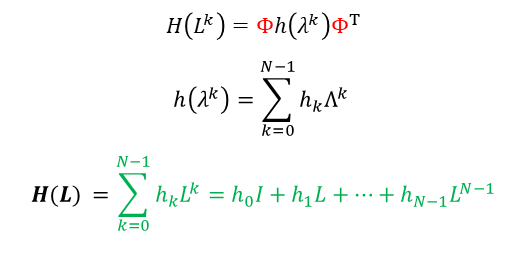 H(L^k) = Φh(λ^k)Φ^T
h(λ^k) = ∑_{k=0}^{N−1} h_k Λ^k
H(L) = ∑_{k=0}^{N−1} h_k L^k = h_0 I + h_1 L + ⋯ + h_{N−1} L^{N−1}